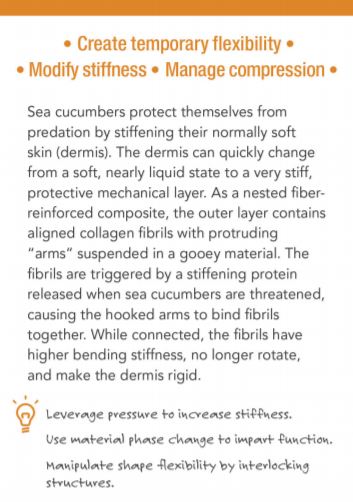 • Create temporary flexibility •
• Modify stiffness • Manage compression •
Sea cucumbers protect themselves from
predation by stiffening their normally soft
skin (dermis). The dermis can quickly change
from a soft, nearly liquid state to a very stiff,
protective mechanical layer. As a nested fiber-
reinforced composite, the outer layer contains
aligned collagen fibrils with protruding
“arms” suspended in a gooey material. The
fibrils are triggered by a stiffening protein
released when sea cucumbers are threatened,
causing the hooked arms to bind fibrils
together. While connected, the fibrils have
higher bending stiffness, no longer rotate,
and make the dermis rigid.
Leverage pressure to increase stiffness.
Use material phase change to impart function.
Manipulate shape flexibility by interlocking
structures.